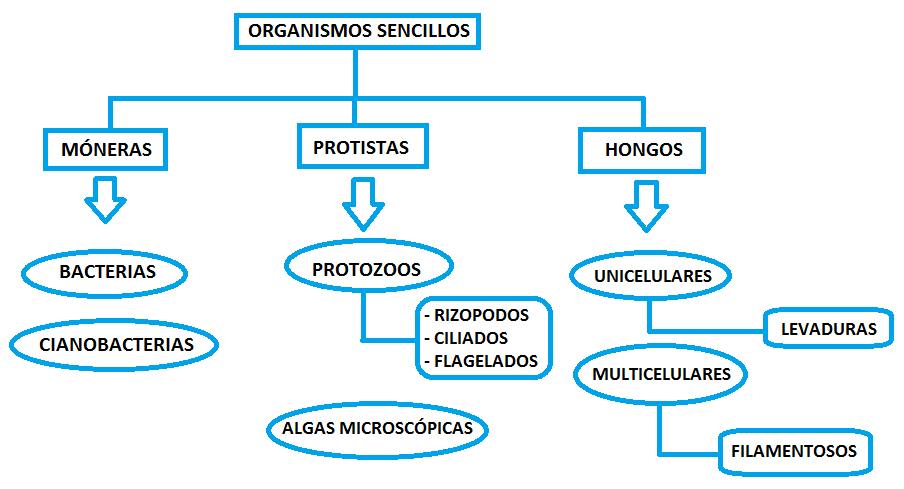 ORGANISMOS SENCILLOS
MÓNERAS
PROTISTAS
HONGOS
BACTERIAS
CIANOBACTERIAS
PROTOZOOS
- RIZOPODOS
- CILIADOS
- FLAGELADOS
ALGAS MICROSCÓPICAS
UNICELULARES
LEVADURAS
MULTICELULARES
FILAMENTOSOS